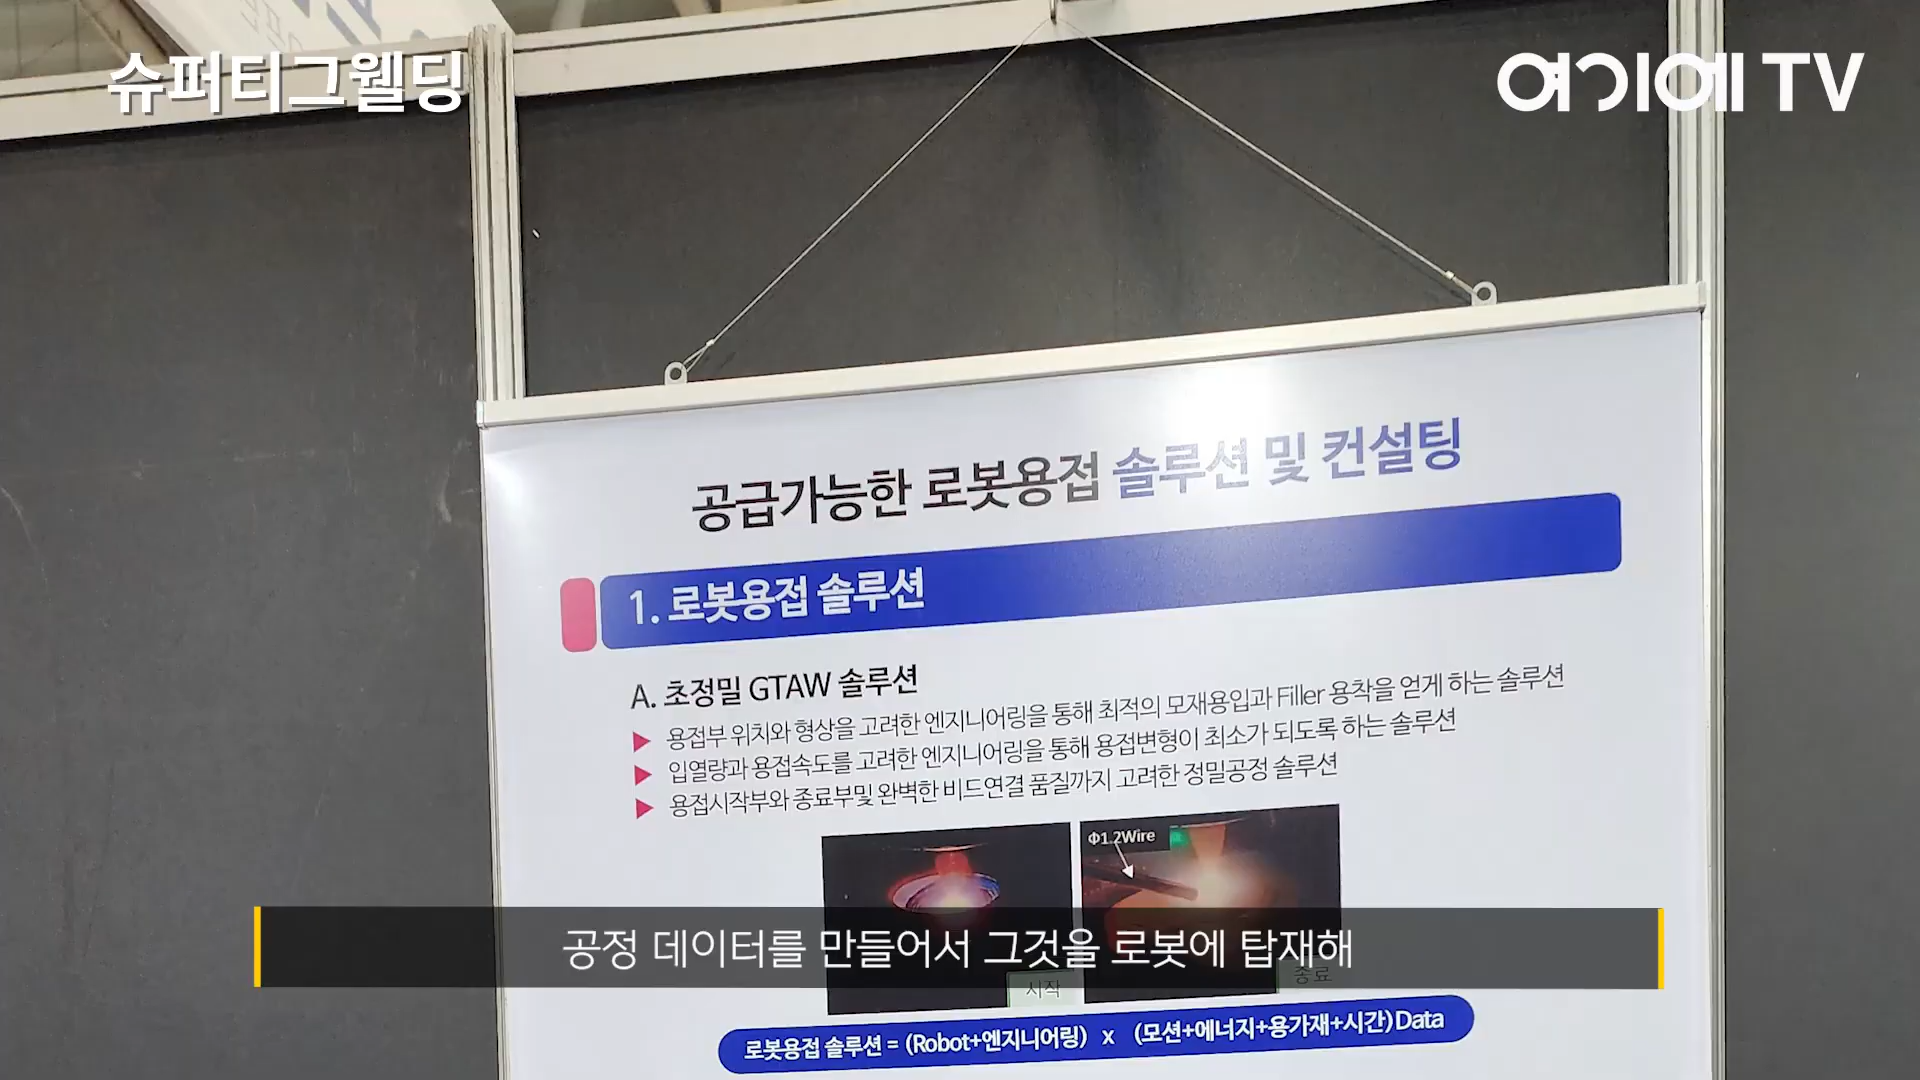 슈퍼티그웰딩
여기에 TV
공급가능한 로봇용접 솔루션 및 컨설팅
1. 로봇용접 솔루션
A. 초정밀 GTAW 솔루션
▶ 용접부 위치와 형상을 고려한 엔지니어링을 통해 최적의 모재용입과 Filler 용착을 얻게 하는 솔루션
▶ 입열량과 용접속도를 고려한 엔지니어링을 통해 용접변형이 최소가 되도록 하는 솔루션
▶ 용접시작부와 종료부및 완벽한 비드연결 품질까지 고려한 정밀공정 솔루션
Φ1.2Wire
공정 데이터를 만들어서 그것을 로봇에 탑재해
시작
종료
로봇용접 솔루션 = (Robot+엔지니어링) x (모션+에너지+용가재+시간)Data